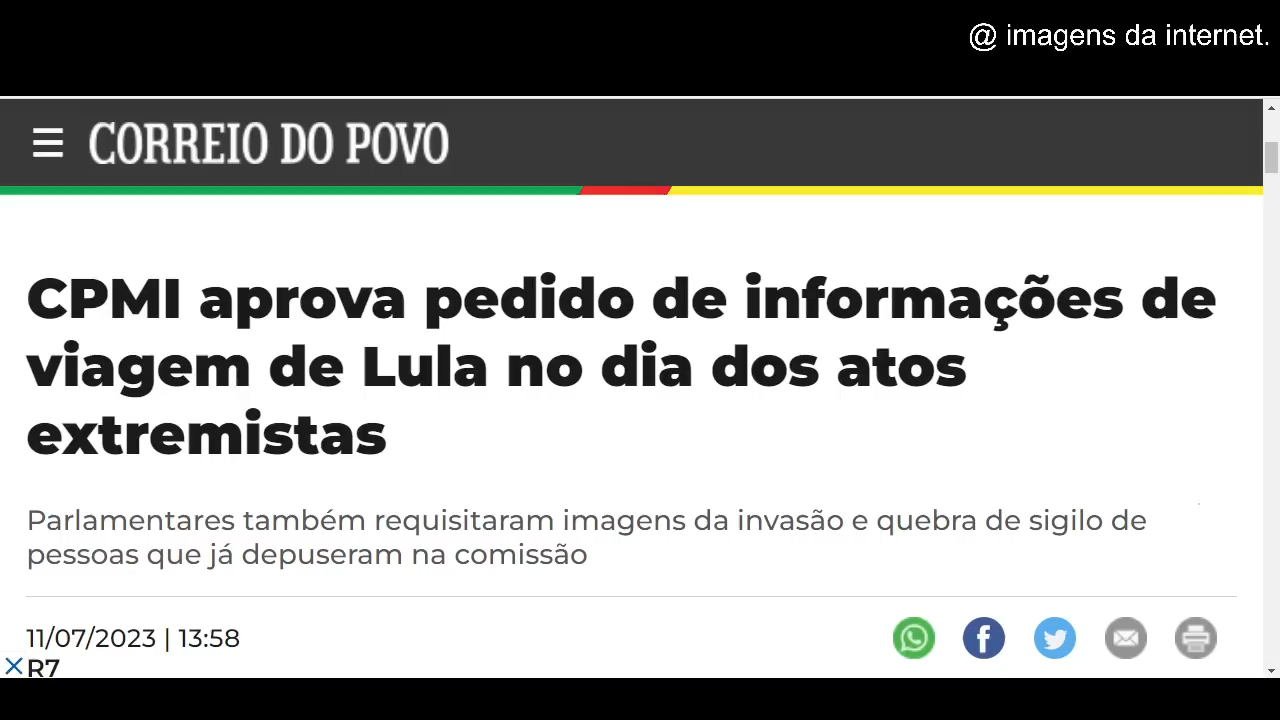 @ imagens da internet.
CORREIO DO POVO
CPMI aprova pedido de informações de
viagem de Lula no dia dos atos
extremistas
Parlamentares também requisitaram imagens da invasão e quebra de sigilo de
pessoas que já depuseram na comissão
11/07/2023 | 13:58
R7